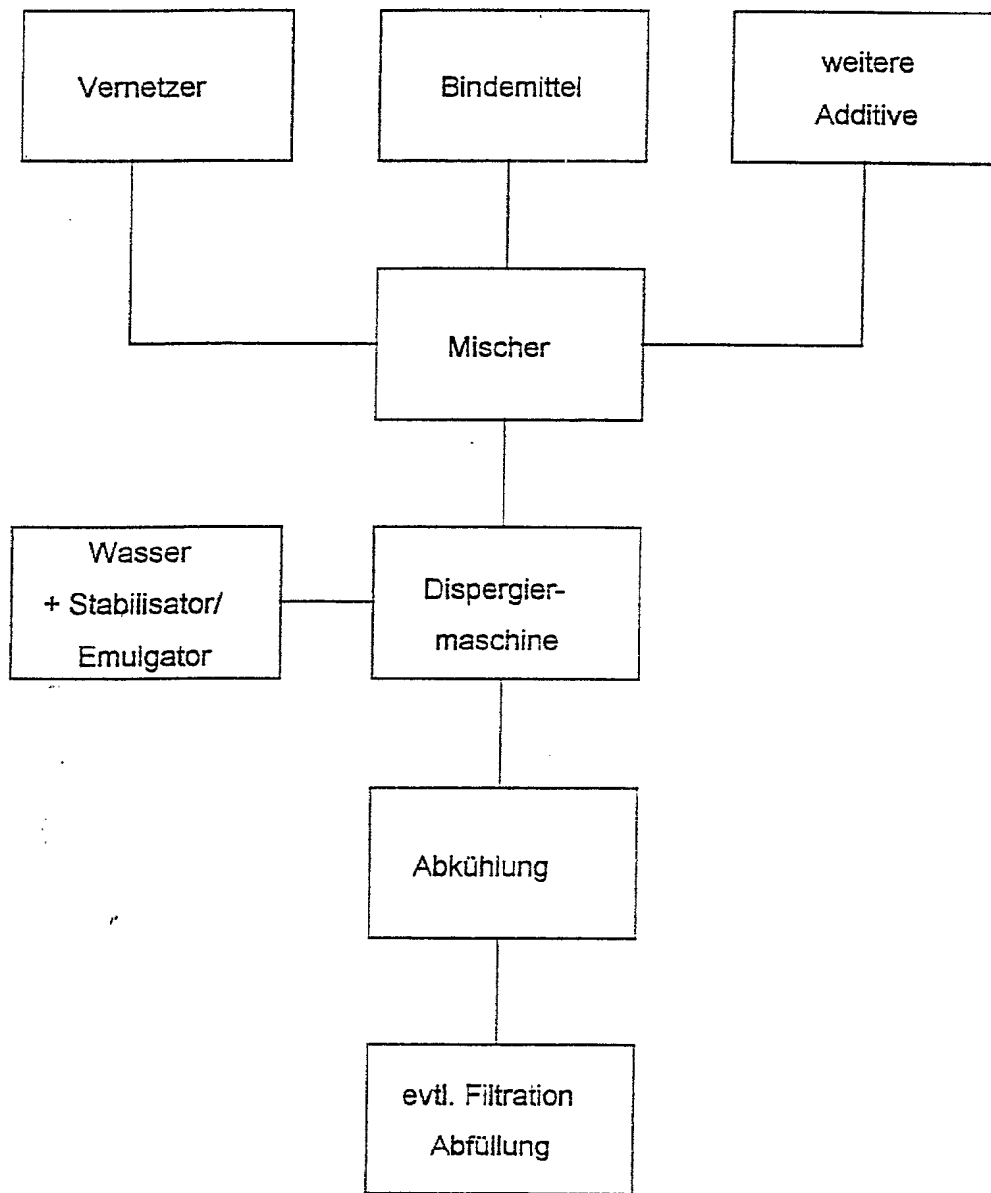 Vernetzer
Bindemittel
weitere
Additive
Mischer
Wasser
+ Stabilisator/
Emulgator
Dispergier-
maschine
Abkühlung
evtl. Filtration
Abfüllung